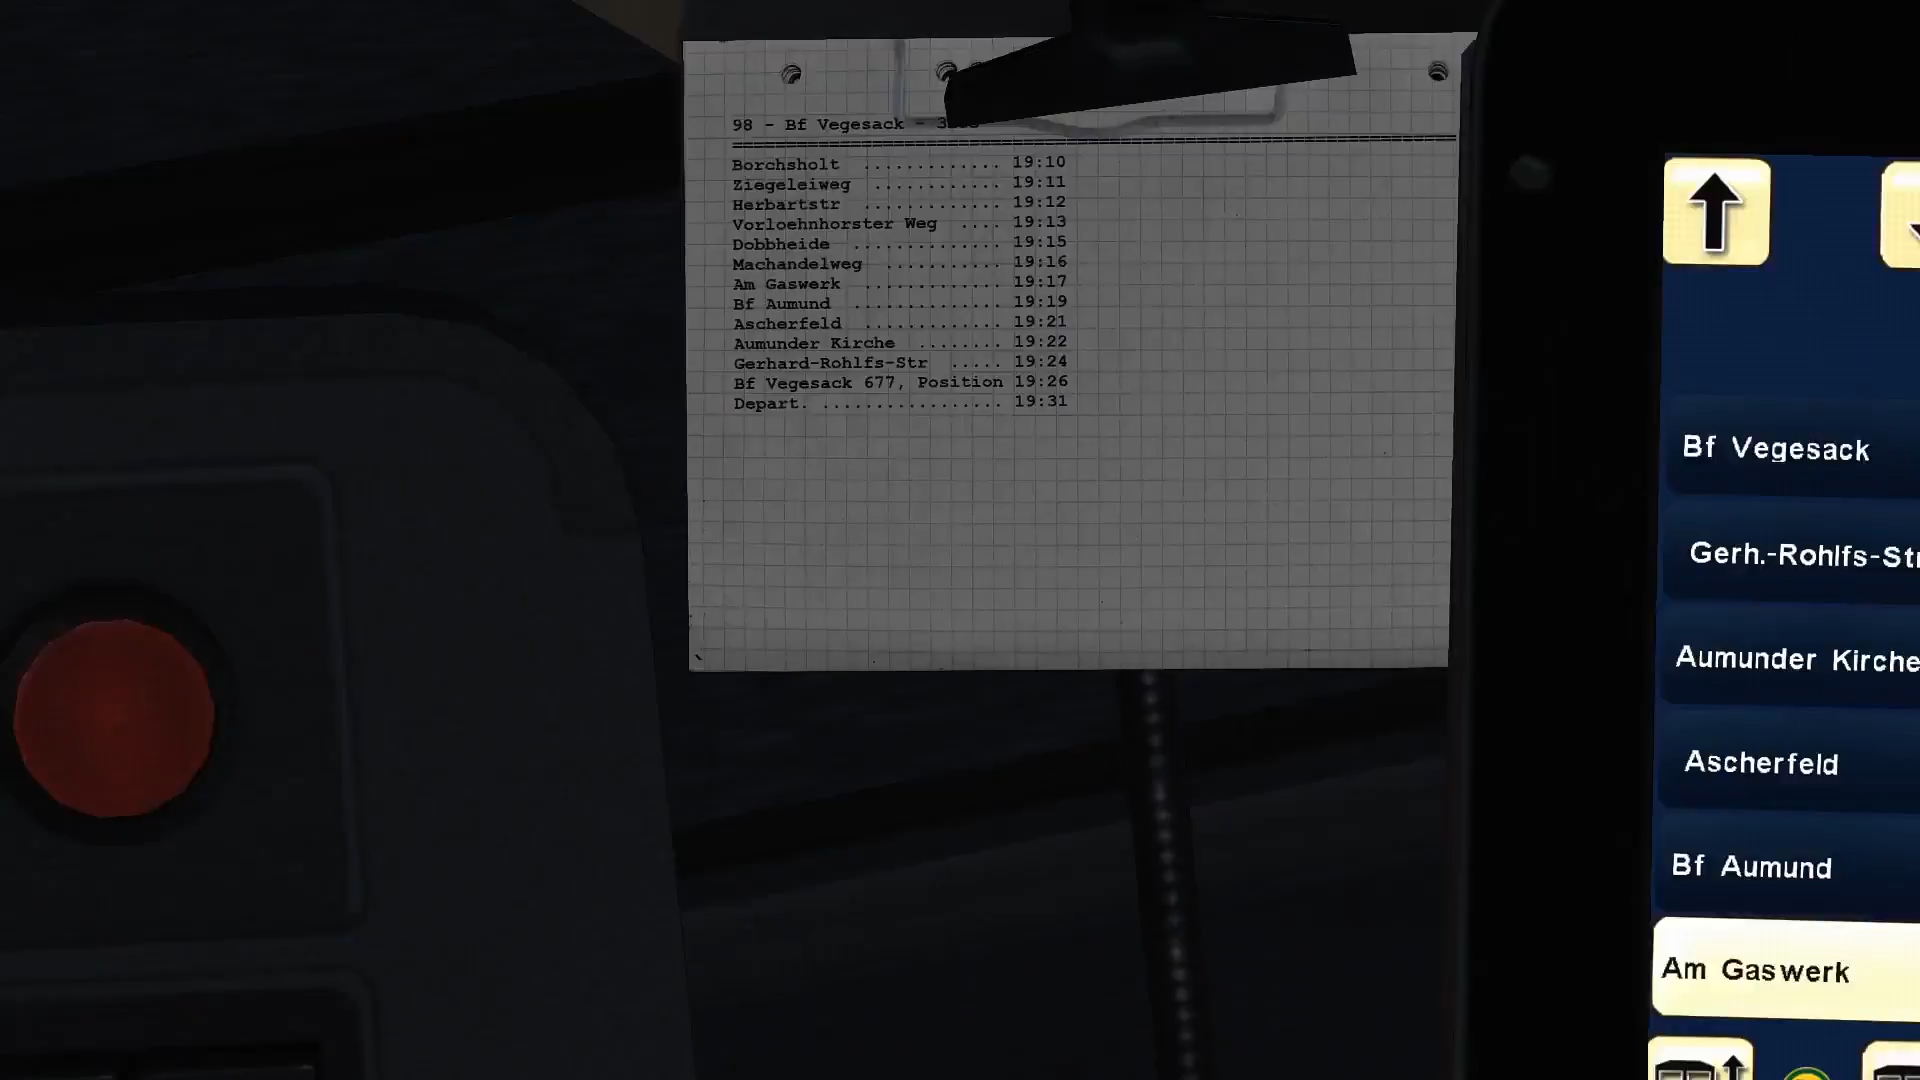 98 - Bf Vegesack -
Borchsholt ............. 19:10
Ziegeleiweg ............ 19:11
Herbartstr ............. 19:12
Vorloehnhorster Weg .... 19:13
Dobbheide .............. 19:15
Machandelweg ........... 19:16
Am Gaswerk ............. 19:17
Bf Aumund .............. 19:19
Ascherfeld ............. 19:21
Aumunder Kirche ........ 19:22
Gerhard-Rohlfs-Str ..... 19:24
Bf Vegesack 677, Position 19:26
Depart. ................. 19:31
Bf Vegesack
Gerh.-Rohlfs-Str
Aumunder Kirche
Ascherfeld
Bf Aumund
Am Gaswerk